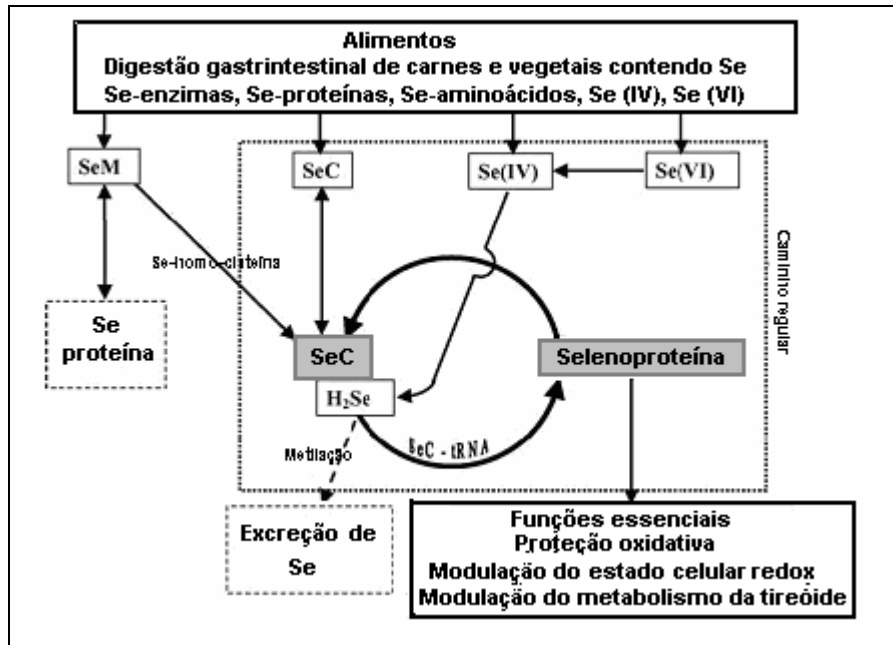 Alimentos
Digestão gastrintestinal de carnes e vegetais contendo Se
Se-enzimas, Se-proteínas, Se-aminoácidos, Se (IV), Se (VI)
SeM
SeC
Se(IV)
Se(VI)
Se-homo-cisteína
Caminho regular
Se
proteína
SeC
Selenoproteína
H₂Se
Metilação
SeC - tRNA
Excreção de
Se
Funções essenciais
Proteção oxidativa
Modulação do estado celular redox
Modulação do metabolismo da tireóide